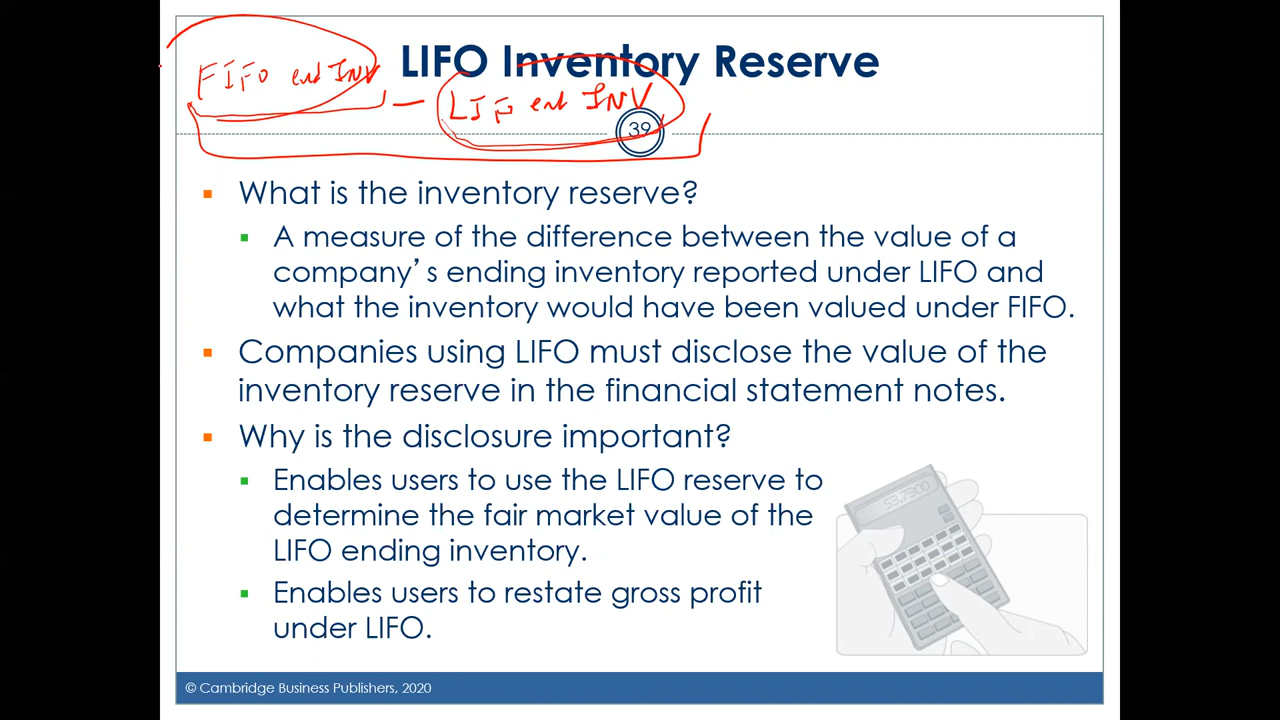 LIFO Inventory Reserve
FIFO end INV — LIF end INV
39
▪ What is the inventory reserve?
▪ A measure of the difference between the value of a
company’s ending inventory reported under LIFO and
what the inventory would have been valued under FIFO.
▪ Companies using LIFO must disclose the value of the
inventory reserve in the financial statement notes.
▪ Why is the disclosure important?
▪ Enables users to use the LIFO reserve to
determine the fair market value of the
LIFO ending inventory.
▪ Enables users to restate gross profit
under LIFO.
© Cambridge Business Publishers, 2020